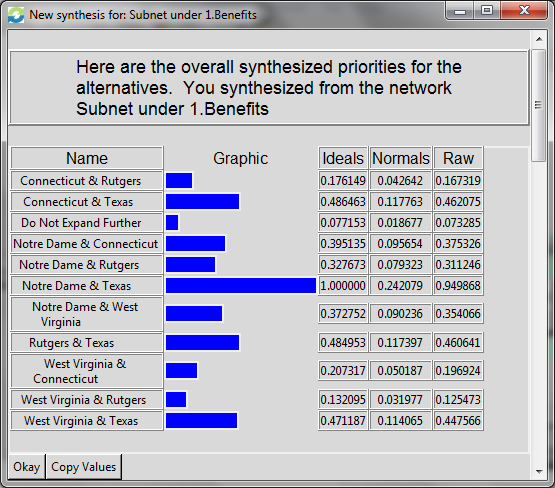 New synthesis for: Subnet under 1.Benefits
Here are the overall synthesized priorities for the
alternatives.  You synthesized from the network
Subnet under 1.Benefits
Name Graphic Ideals Normals Raw
Connecticut & Rutgers 0.176149 0.042642 0.167319
Connecticut & Texas 0.486463 0.117763 0.462075
Do Not Expand Further 0.077153 0.018677 0.073285
Notre Dame & Connecticut 0.395135 0.095654 0.375326
Notre Dame & Rutgers 0.327673 0.079323 0.311246
Notre Dame & Texas 1.000000 0.242079 0.949868
Notre Dame & West
Virginia 0.372752 0.090236 0.354066
Rutgers & Texas 0.484953 0.117397 0.460641
West Virginia &
Connecticut 0.207317 0.050187 0.196924
West Virginia & Rutgers 0.132095 0.031977 0.125473
West Virginia & Texas 0.471187 0.114065 0.447566
Okay Copy Values